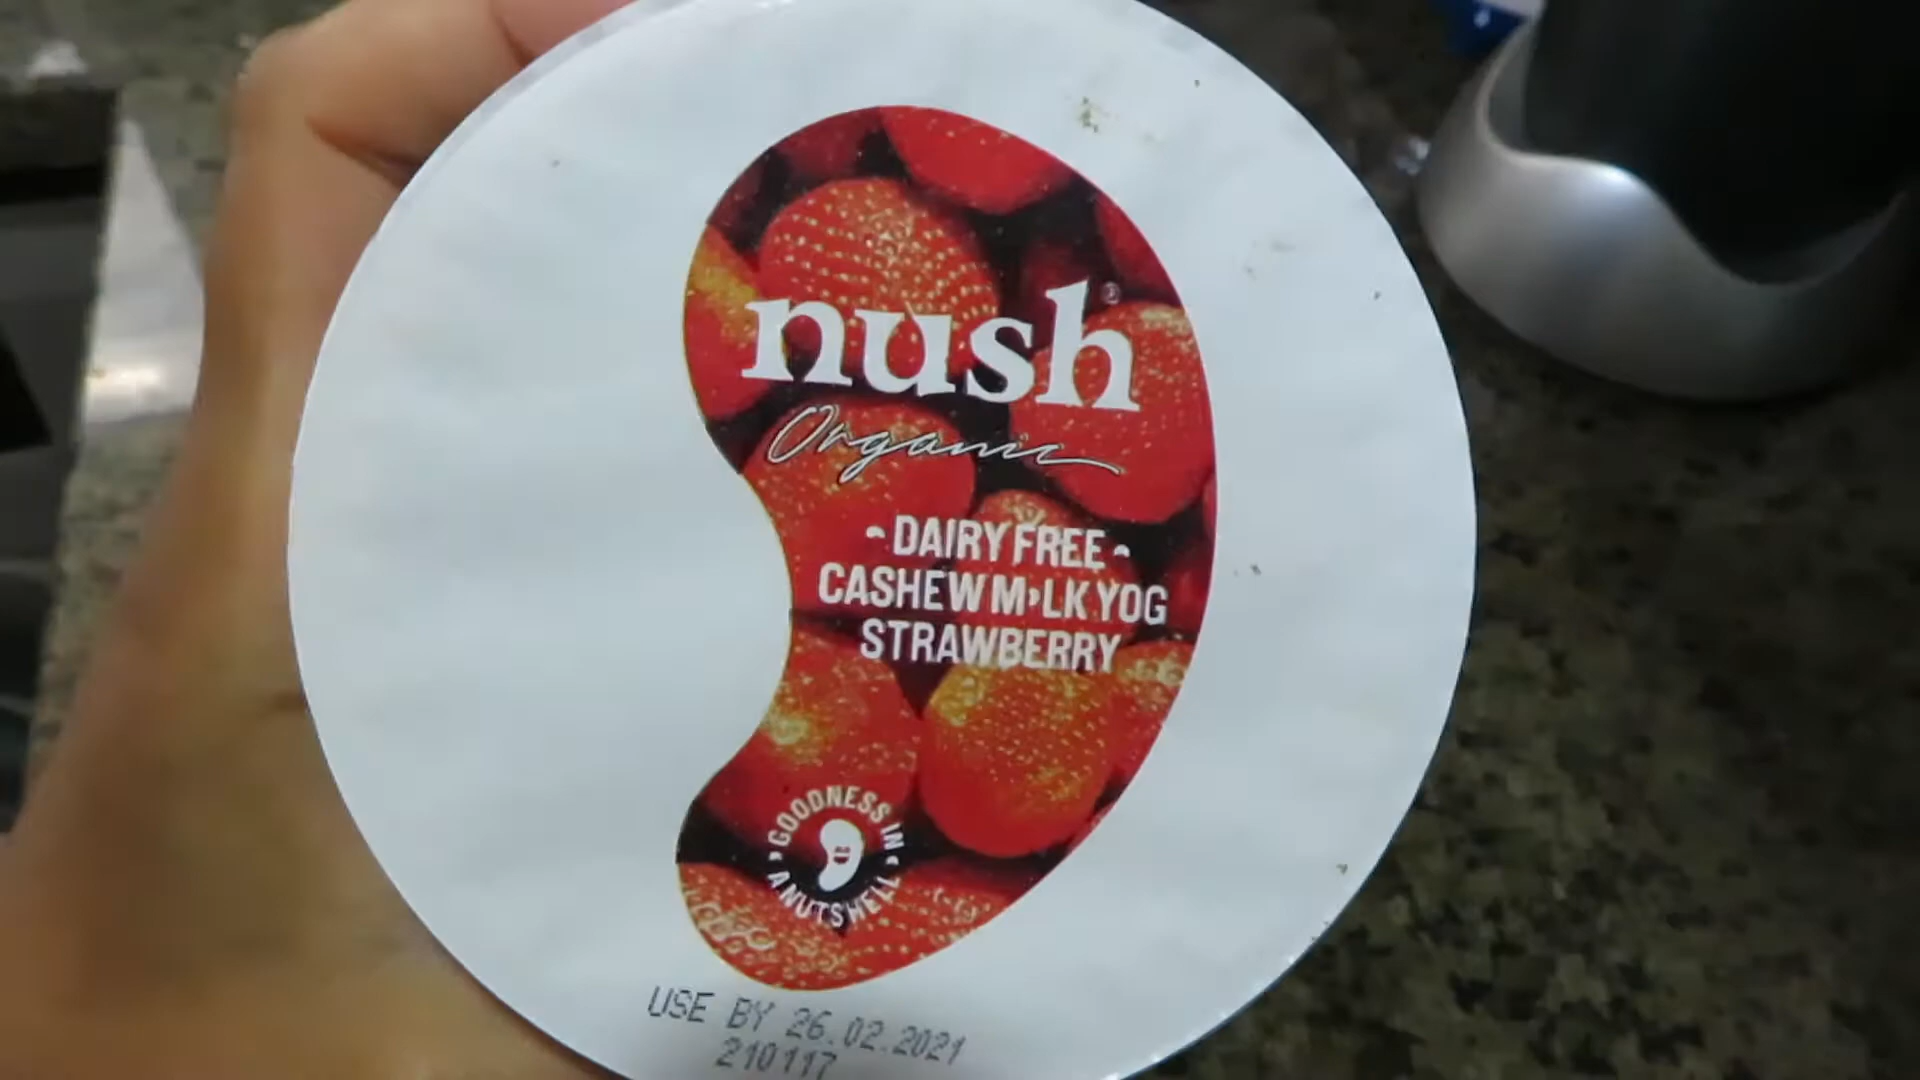 nush®
Organic
- DAIRY FREE -
CASHEW M•LK YOG
STRAWBERRY
• GOODNESS IN •
A NUTSHELL
USE BY 26.02.2021
210117